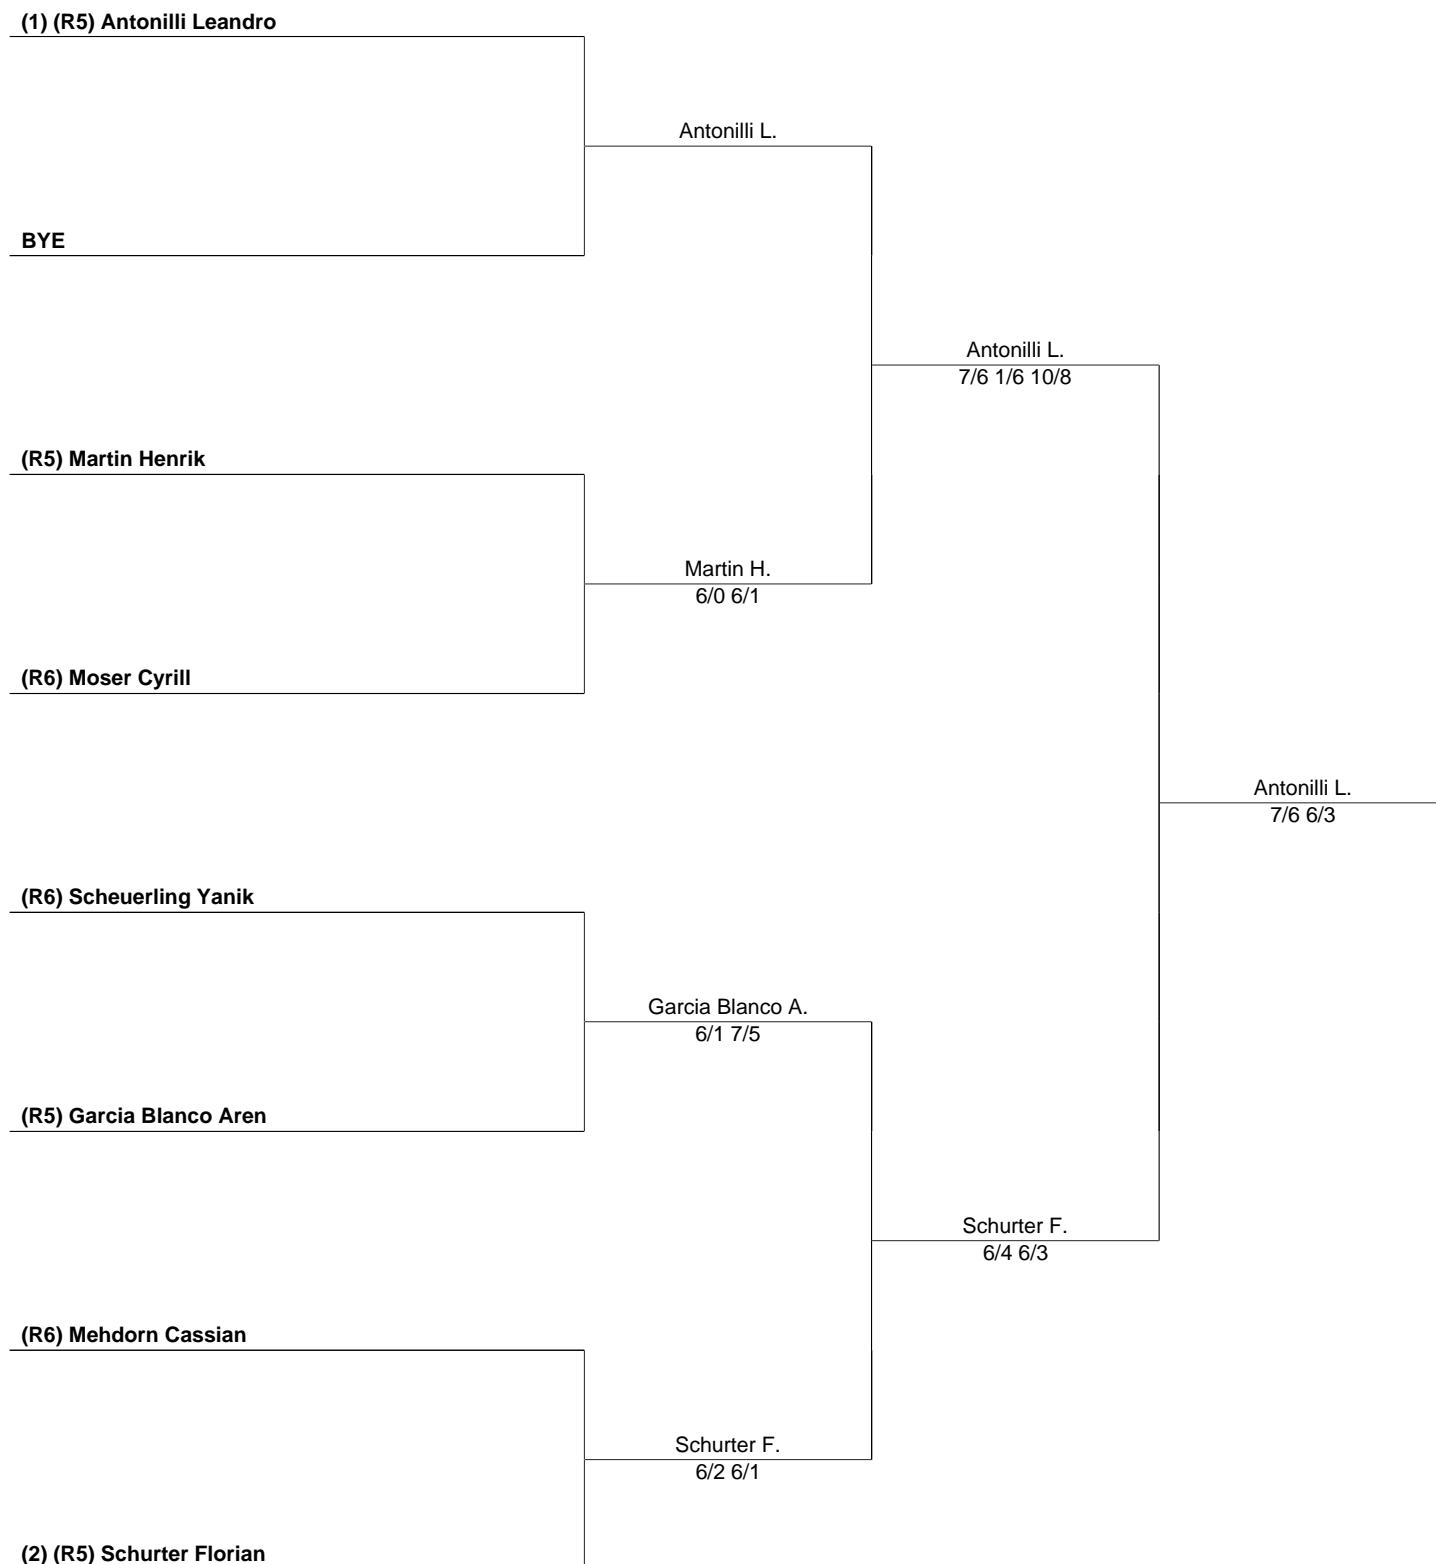 (1) (R5) Antonilli Leandro
Antonilli L.
BYE
Antonilli L.
7/6 1/6 10/8
(R5) Martin Henrik
Martin H.
6/0 6/1
(R6) Moser Cyrill
Antonilli L.
7/6 6/3
(R6) Scheuerling Yanik
Garcia Blanco A.
6/1 7/5
(R5) Garcia Blanco Aren
Schurter F.
6/4 6/3
(R6) Mehdorn Cassian
Schurter F.
6/2 6/1
(2) (R5) Schurter Florian